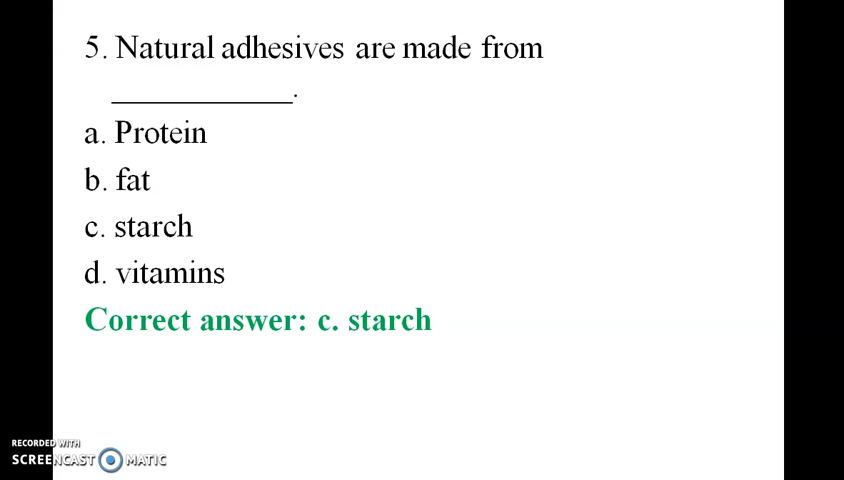 5. Natural adhesives are made from
____________.
a. Protein
b. fat
c. starch
d. vitamins
Correct answer: c. starch
RECORDED WITH
SCREENCAST MATIC